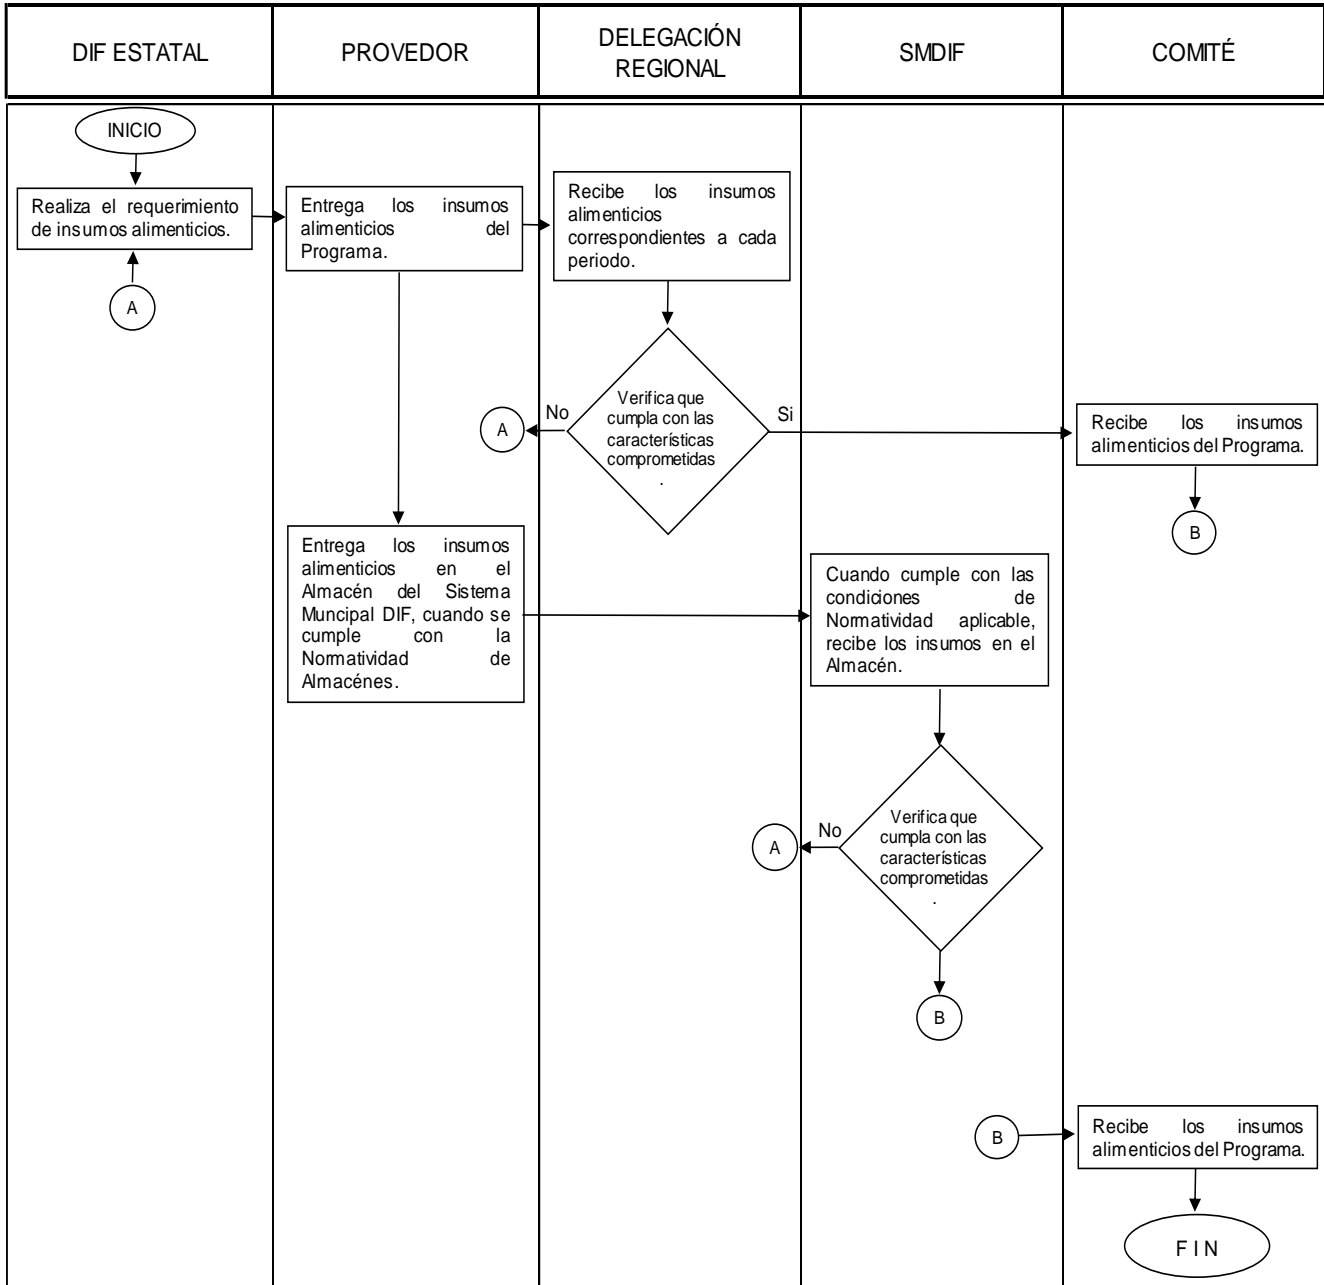 DIF ESTATAL
PROVEDOR
DELEGACIÓN
REGIONAL
SMDIF
COMITÉ
INICIO
Realiza el requerimiento
de insumos alimenticios.
Entrega los insumos
alimenticios del
Programa.
Recibe los insumos
alimenticios
correspondientes a cada
periodo.
A
A
No
Verifica que
cumpla con las
características
comprometidas
.
Si
Recibe los insumos
alimenticios del Programa.
B
Entrega los insumos
alimenticios en el
Almacén del Sistema
Muncipal DIF, cuando se
cumple con la
Normatividad de
Almacénes.
Cuando cumple con las
condiciones de
Normatividad aplicable,
recibe los insumos en el
Almacén.
A
No
Verifica que
cumpla con las
características
comprometidas
.
B
B
Recibe los insumos
alimenticios del Programa.
F I N